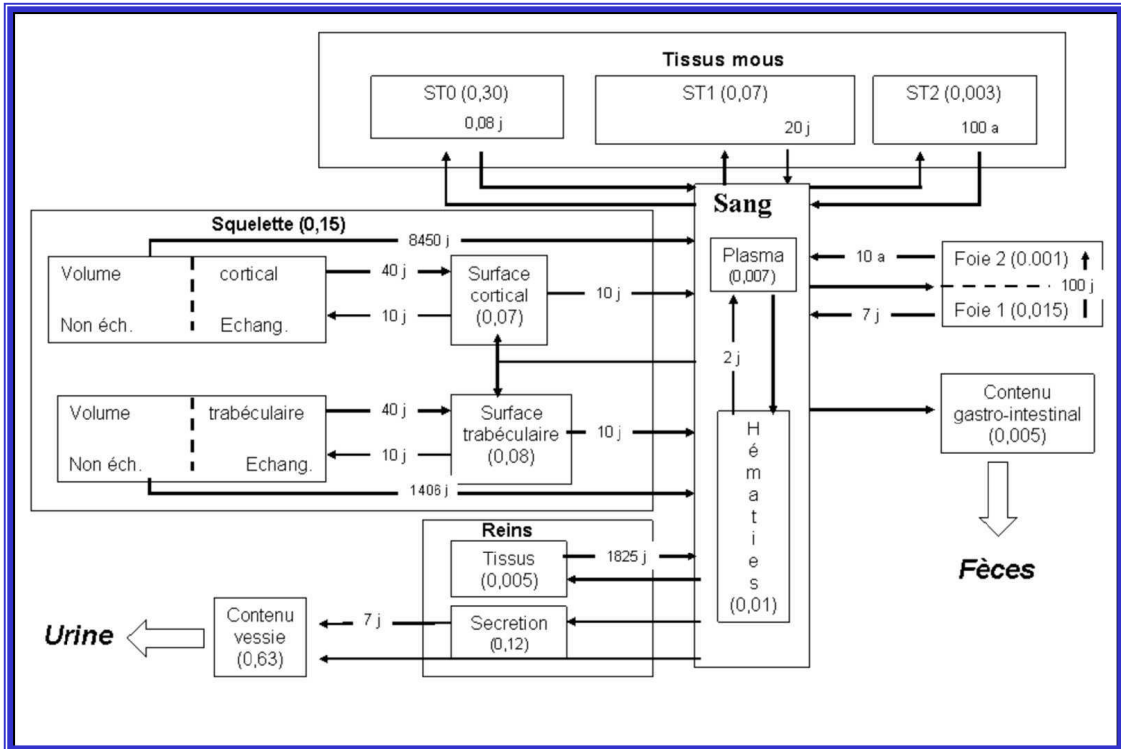 Tissus mous
ST0 (0,30)
0,08 j
ST1 (0,07)
20 j
ST2 (0,003)
100 a
Sang
Squelette (0,15)
8450 j
Volume
cortical
Non éch.
Echang.
40 j
10 j
Surface
cortical
(0,07)
10 j
Plasma
(0,007)
10 a
Foie 2 (0.001)
100 j
Foie 1 (0,015)
7 j
2 j
Volume
trabéculaire
Non éch.
Echang.
40 j
10 j
Surface
trabéculaire
(0,08)
10 j
1406 j
Hématies
(0,01)
Contenu
gastro-intestinal
(0,005)
Fèces
Reins
Tissus
(0,005)
1825 j
Secretion
(0,12)
7 j
Contenu
vessie
(0,63)
Urine